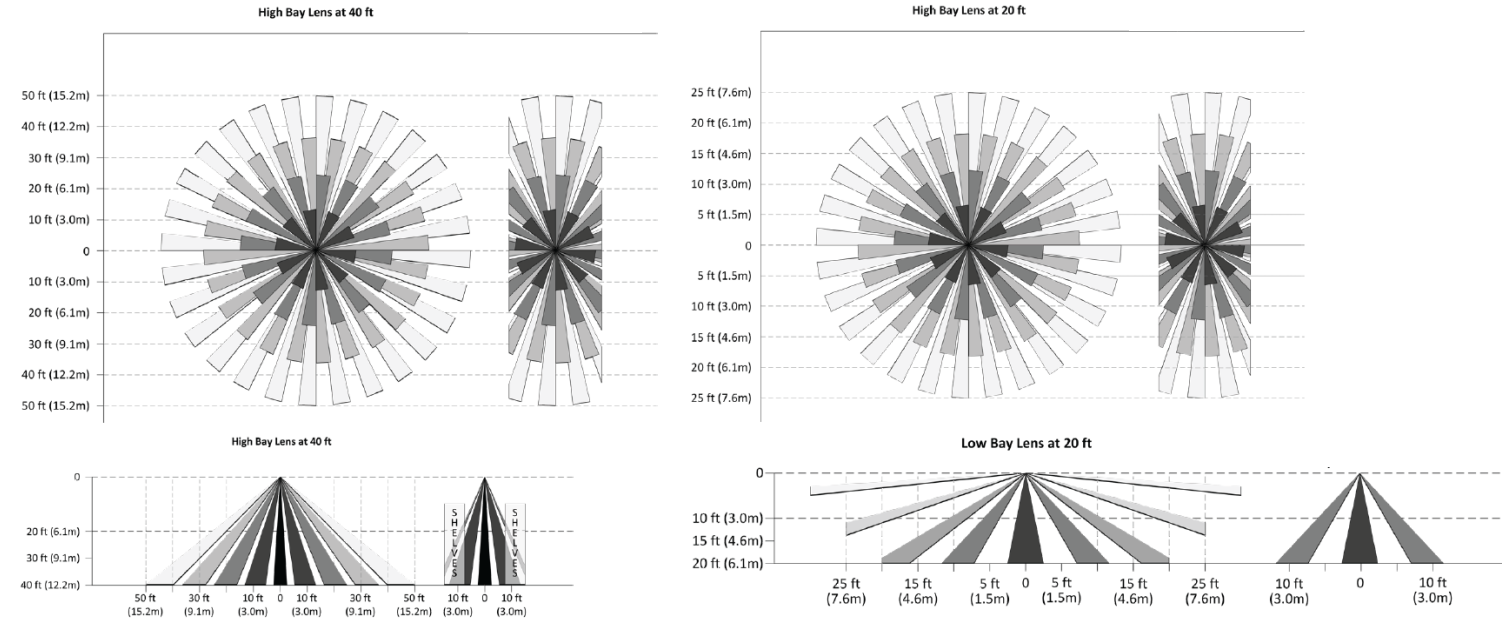 High Bay Lens at 40 ft
50 ft (15.2m)
40 ft (12.2m)
30 ft (9.1m)
20 ft (6.1m)
10 ft (3.0m)
0
10 ft (3.0m)
20 ft (6.1m)
30 ft (9.1m)
40 ft (12.2m)
50 ft (15.2m)
High Bay Lens at 20 ft
25 ft (7.6m)
20 ft (6.1m)
15 ft (4.6m)
10 ft (3.0m)
5 ft (1.5m)
0
5 ft (1.5m)
10 ft (3.0m)
15 ft (4.6m)
20 ft (6.1m)
25 ft (7.6m)
High Bay Lens at 40 ft
0
20 ft (6.1m)
30 ft (9.1m)
40 ft (12.2m)
SHELVES
SHELVES
50 ft 30 ft 10 ft 0 10 ft 30 ft 50 ft 10 ft 0 10 ft
(15.2m) (9.1m) (3.0m) (3.0m) (9.1m) (15.2m) (3.0m) (3.0m)
Low Bay Lens at 20 ft
0
10 ft (3.0m)
15 ft (4.6m)
20 ft (6.1m)
25 ft 15 ft 5 ft 0 5 ft 15 ft 25 ft 10 ft 0 10 ft
(7.6m) (4.6m) (1.5m) (1.5m) (4.6m) (7.6m) (3.0m) (3.0m)